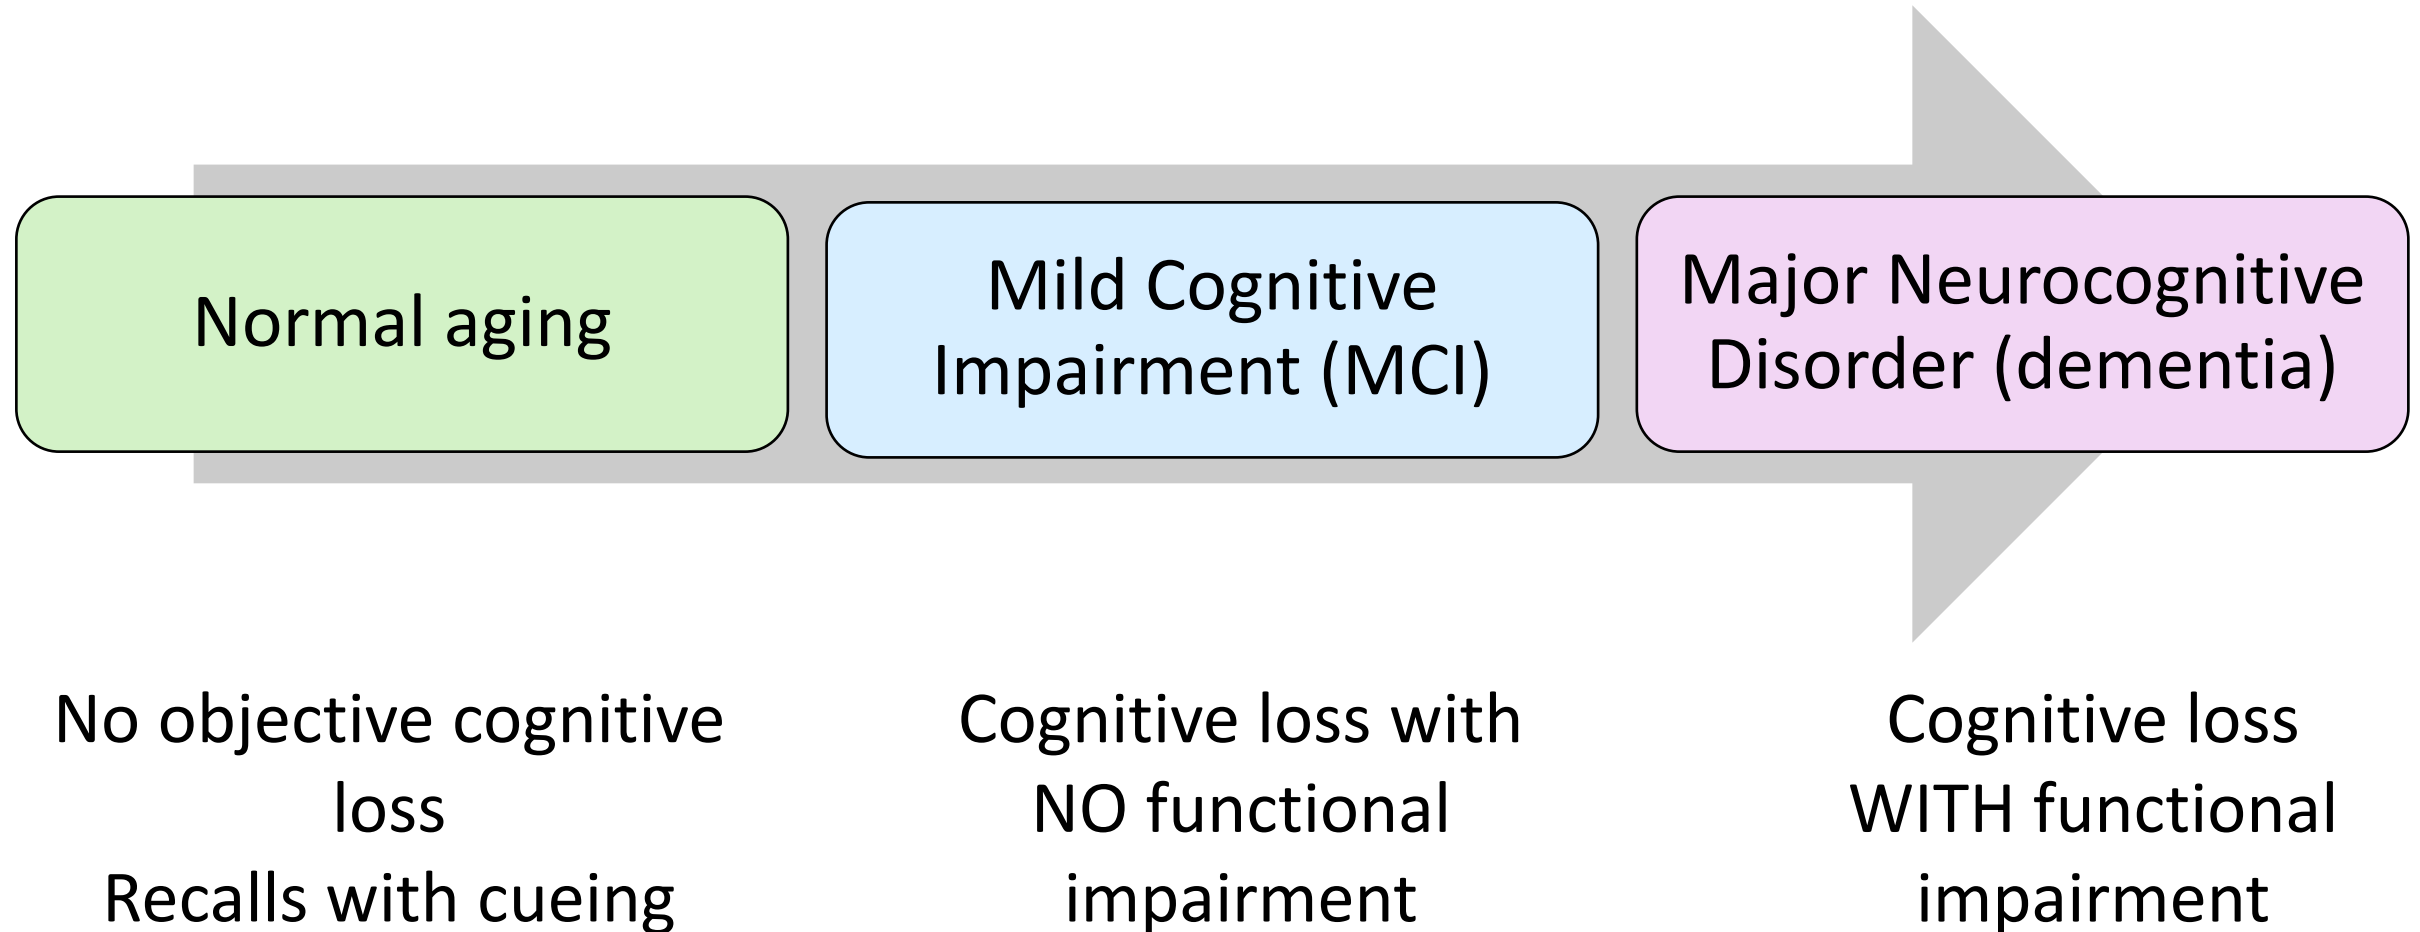 Normal aging
Mild Cognitive
Impairment (MCI)
Major Neurocognitive
Disorder (dementia)
No objective cognitive
loss
Recalls with cueing
Cognitive loss with
NO functional
impairment
Cognitive loss
WITH functional
impairment